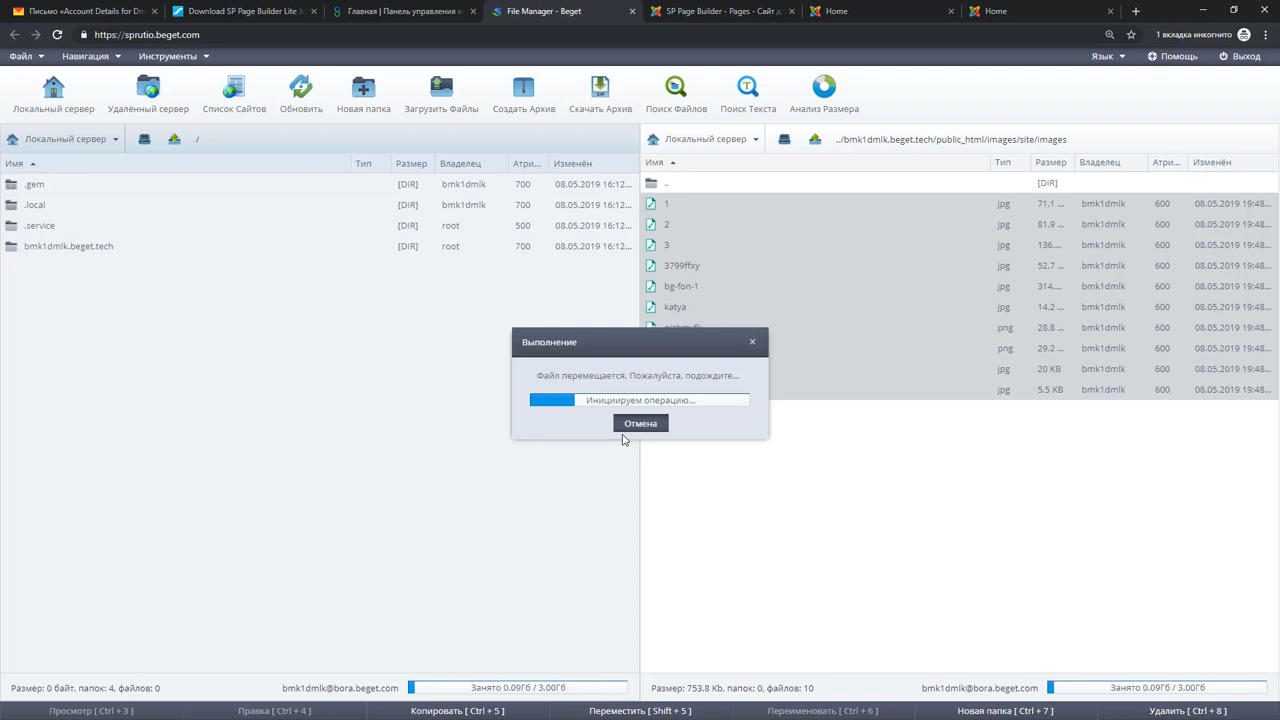 Письмо «Account Details for Dr
Download SP Page Builder Lite Jo
Главная | Панель управления хо
File Manager - Beget
SP Page Builder - Pages - Сайт д
Home
Home
https://sprutio.beget.com
1 вкладка инкогнито
Файл
Навигация
Инструменты
Язык
Помощь
Выход
Локальный сервер
Удалённый сервер
Список Сайтов
Обновить
Новая папка
Загрузить Файлы
Создать Архив
Скачать Архив
Поиск Файлов
Поиск Текста
Анализ Размера
Локальный сервер
/
Имя Тип Размер Владелец Атри... Изменён
.gem [DIR] bmk1dmlk 700 08.05.2019 16:12...
.local [DIR] bmk1dmlk 700 08.05.2019 16:12...
.service [DIR] root 500 08.05.2019 16:12...
bmk1dmlk.beget.tech [DIR] root 700 08.05.2019 16:12...
Локальный сервер
../bmk1dmlk.beget.tech/public_html/images/site/images
Имя Тип Размер Владелец Атри... Изменён
.. [DIR]
1 jpg 71.1 ... bmk1dmlk 600 08.05.2019 19:48...
2 jpg 81.9 ... bmk1dmlk 600 08.05.2019 19:48...
3 jpg 136.... bmk1dmlk 600 08.05.2019 19:48...
3799ffxy jpg 52.7 ... bmk1dmlk 600 08.05.2019 19:48...
bg-fon-1 jpg 314.... bmk1dmlk 600 08.05.2019 19:48...
katya jpg 14.2 ... bmk1dmlk 600 08.05.2019 19:48...
png 28.8 ... bmk1dmlk 600 08.05.2019 19:48...
png 29.2 ... bmk1dmlk 600 08.05.2019 19:48...
jpg 20 KB bmk1dmlk 600 08.05.2019 19:48...
jpg 5.5 KB bmk1dmlk 600 08.05.2019 19:48...
Выполнение
Файл перемещается. Пожалуйста, подождите...
Инициируем операцию...
Отмена
Размер: 0 байт, папок: 4, файлов: 0
bmk1dmlk@bora.beget.com
Занято 0.09Гб / 3.00Гб
Размер: 753.8 Kb, папок: 0, файлов: 10
bmk1dmlk@bora.beget.com
Занято 0.09Гб / 3.00Гб
Просмотр [ Ctrl + 3 ]
Правка [ Ctrl + 4 ]
Копировать [ Ctrl + 5 ]
Переместить [ Shift + 5 ]
Переименовать [ Ctrl + 6 ]
Новая папка [ Ctrl + 7 ]
Удалить [ Ctrl + 8 ]